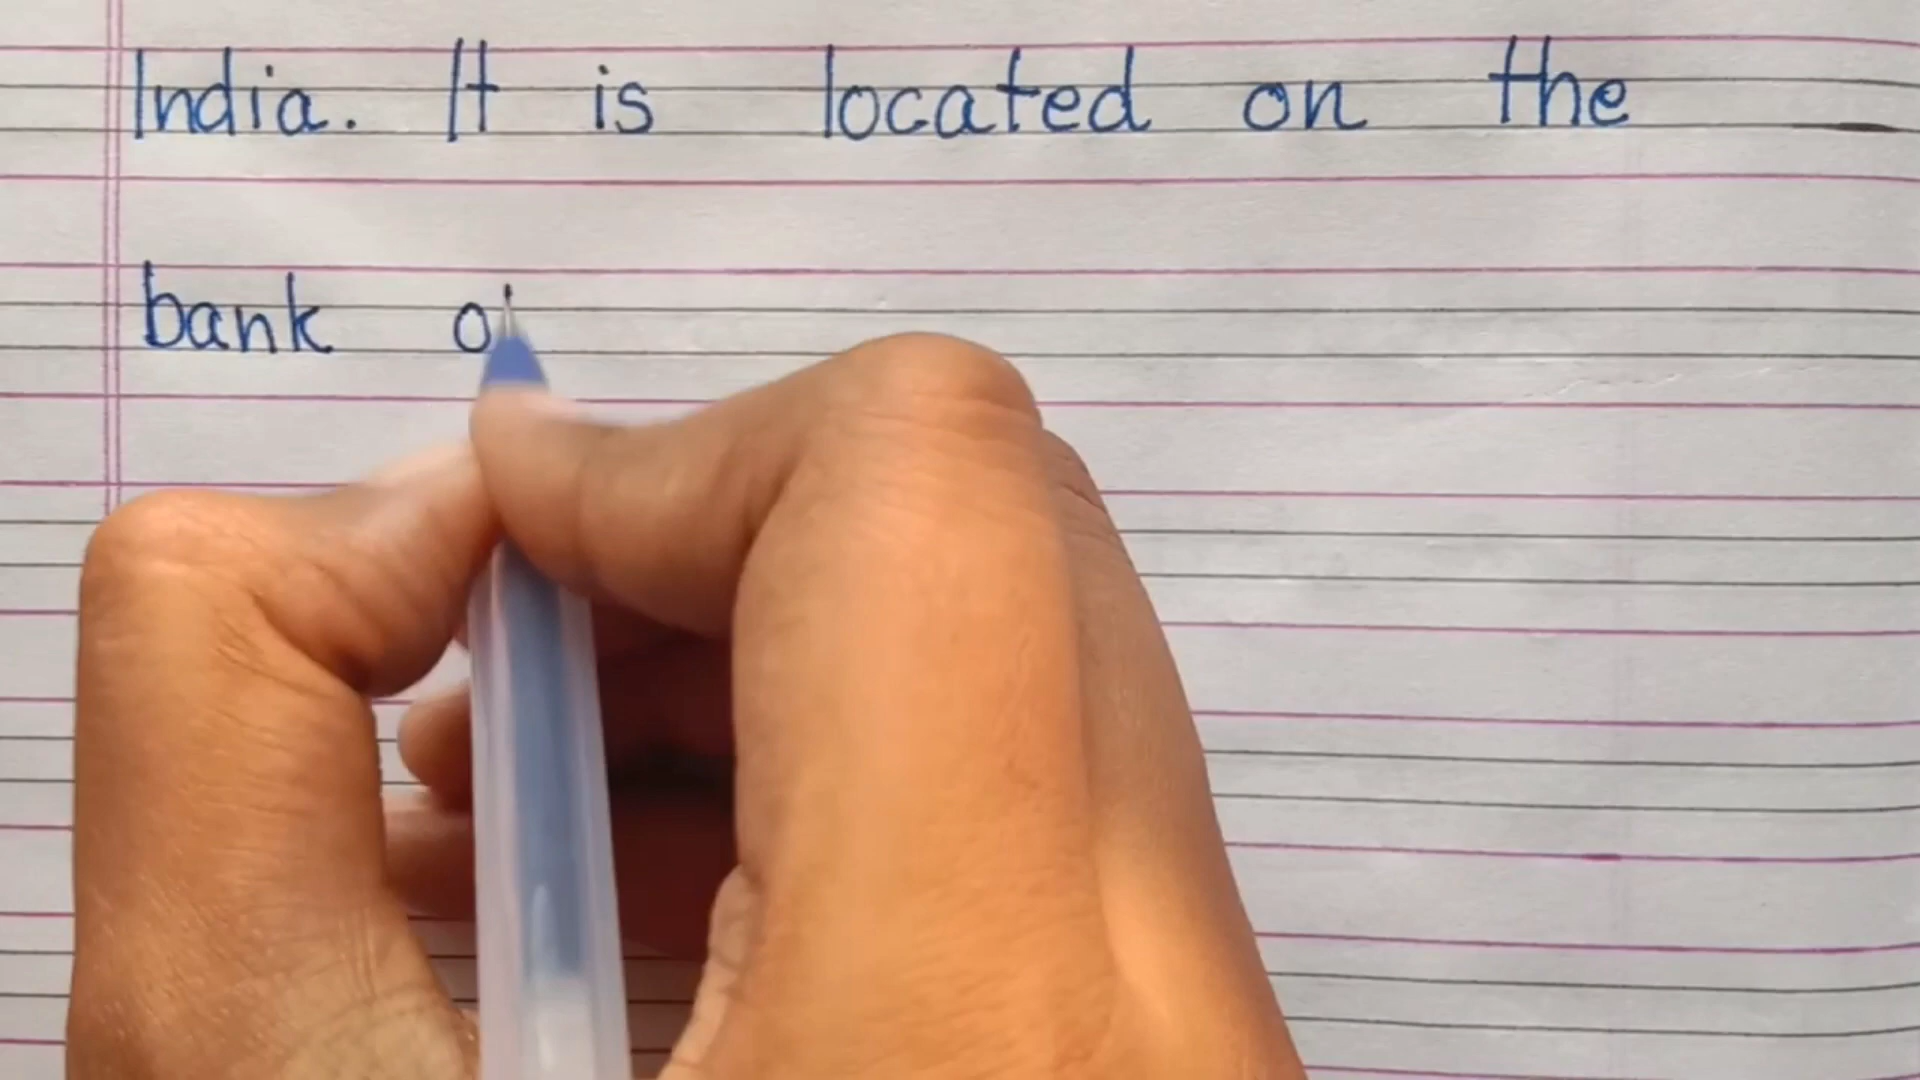 India. It is located on the
bank o